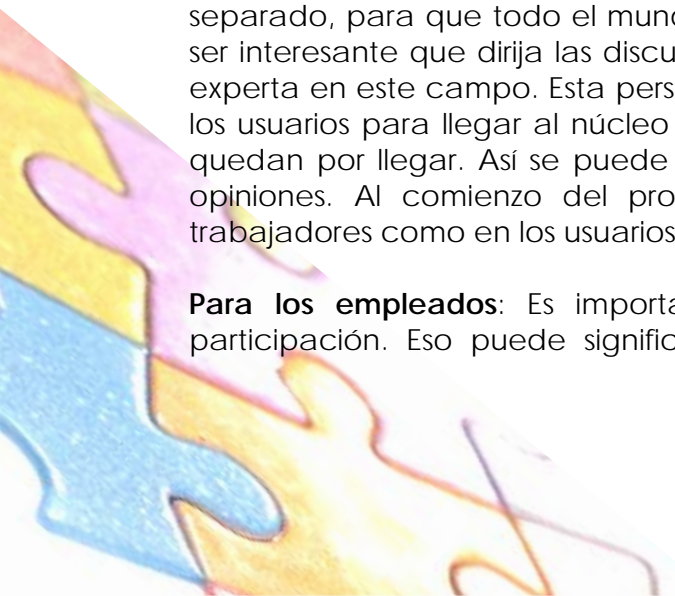 separado, para que todo el mund
ser interesante que dirija las discu
experta en este campo. Esta pers
los usuarios para llegar al núcleo
quedan por llegar. Así se puede
opiniones. Al comienzo del pro
trabajadores como en los usuarios
Para los empleados: Es importa
participación. Eso puede signific